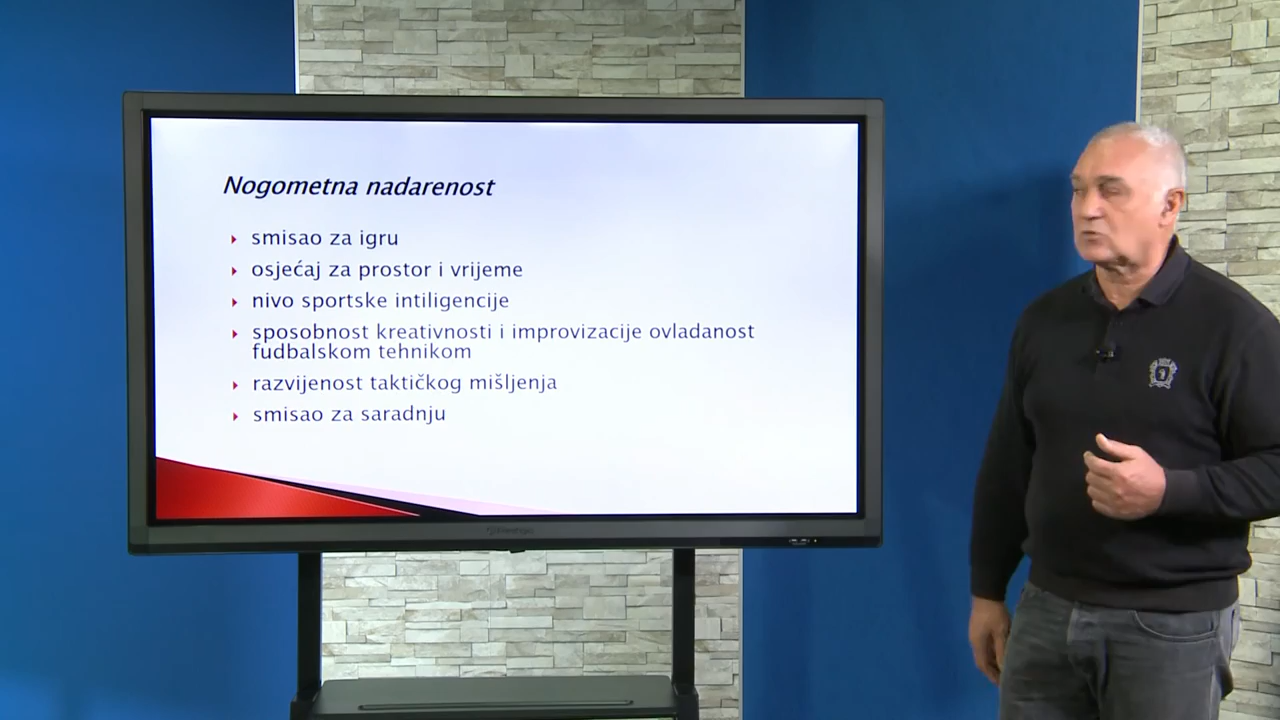 Nogometna nadarenost
smisao za igru
osjećaj za prostor i vrijeme
nivo sportske intiligencije
sposobnost kreativnosti i improvizacije ovladanost
fudbalskom tehnikom
razvijenost taktičkog mišljenja
smisao za saradnju